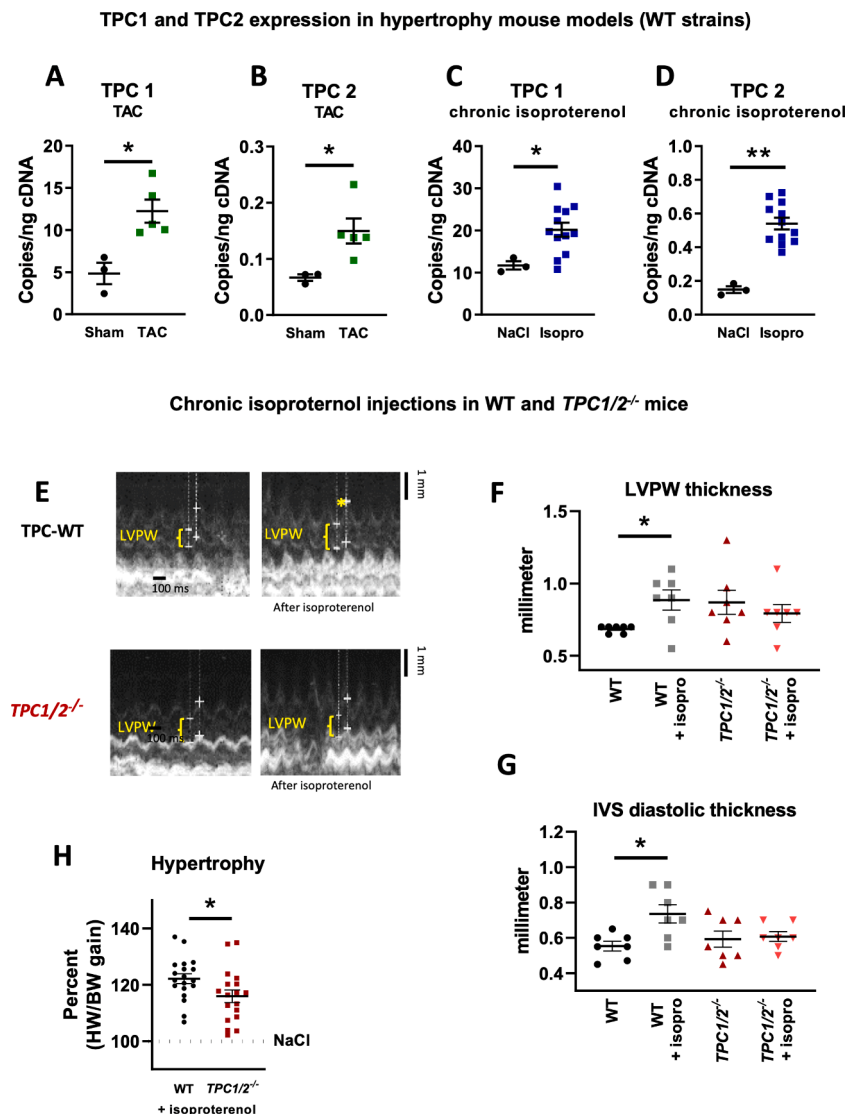 TPC1 and TPC2 expression in hypertrophy mouse models (WT strains)
A
TPC 1
TAC
Copies/ng cDNA
20
15
10
5
0
*
Sham TAC
B
TPC 2
TAC
Copies/ng cDNA
0.3
0.2
0.1
0.0
*
Sham TAC
C
TPC 1
chronic isoproterenol
Copies/ng cDNA
40
30
20
10
0
*
NaCl Isopro
D
TPC 2
chronic isoproterenol
Copies/ng cDNA
1.0
0.8
0.6
0.4
0.2
0.0
**
NaCl Isopro
Chronic isoproternol injections in WT and TPC1/2-/- mice
E
TPC-WT
LVPW
100 ms
LVPW
*
1 mm
After isoproterenol
TPC1/2-/-
LVPW
100 ms
LVPW
1 mm
After isoproterenol
F
LVPW thickness
millimeter
1.5
1.0
0.5
*
WT
WT
+ isopro
TPC1/2-/-
TPC1/2-/-
+ isopro
G
IVS diastolic thickness
millimeter
1.2
1.0
0.8
0.6
0.4
*
WT
WT
+ isopro
TPC1/2-/-
TPC1/2-/-
+ isopro
H
Hypertrophy
Percent
(HW/BW gain)
140
120
100
*
NaCl
WT TPC1/2-/-
+ isoproterenol